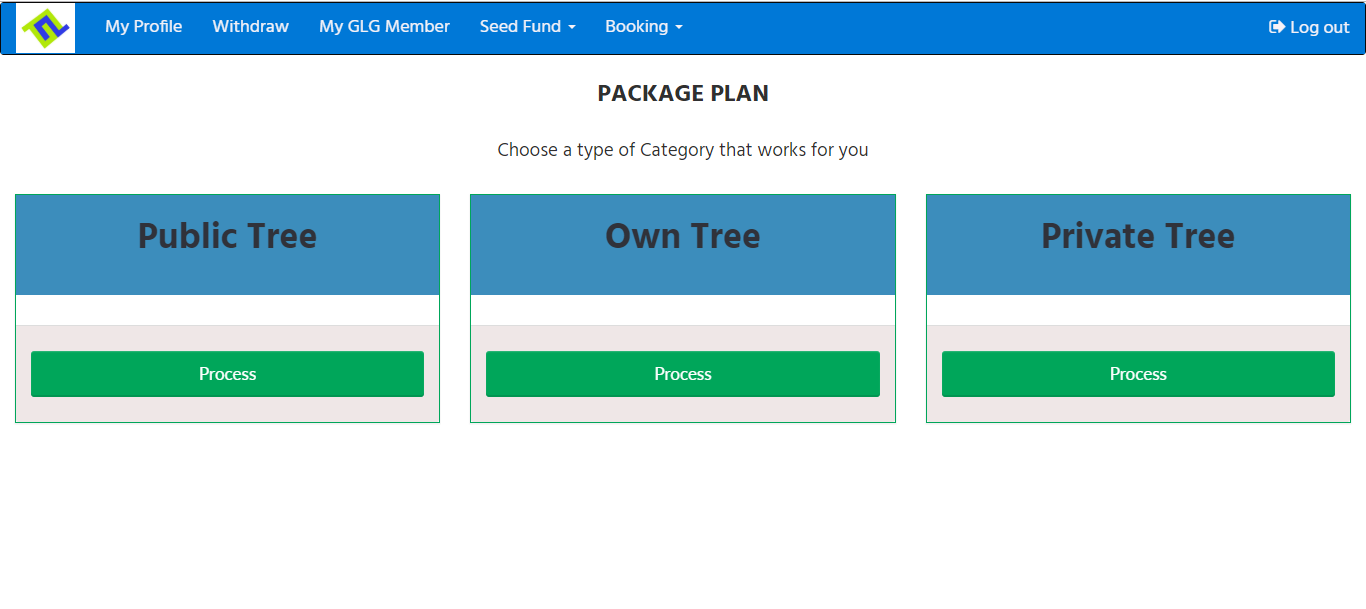 My Profile Withdraw My GLG Member Seed Fund Booking Log out
PACKAGE PLAN
Choose a type of Category that works for you
Public Tree Own Tree Private Tree
Process Process Process